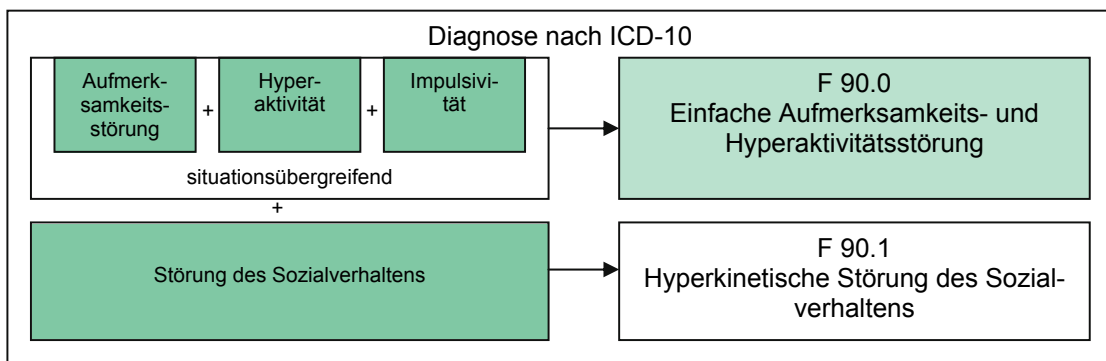 Diagnose nach ICD-10
Aufmerk-
samkeits-
störung
+
Hyper-
aktivität
+
Impulsivi-
tät
situationsübergreifend
F 90.0
Einfache Aufmerksamkeits- und
Hyperaktivitätsstörung
+
Störung des Sozialverhaltens
F 90.1
Hyperkinetische Störung des Sozial-
verhaltens